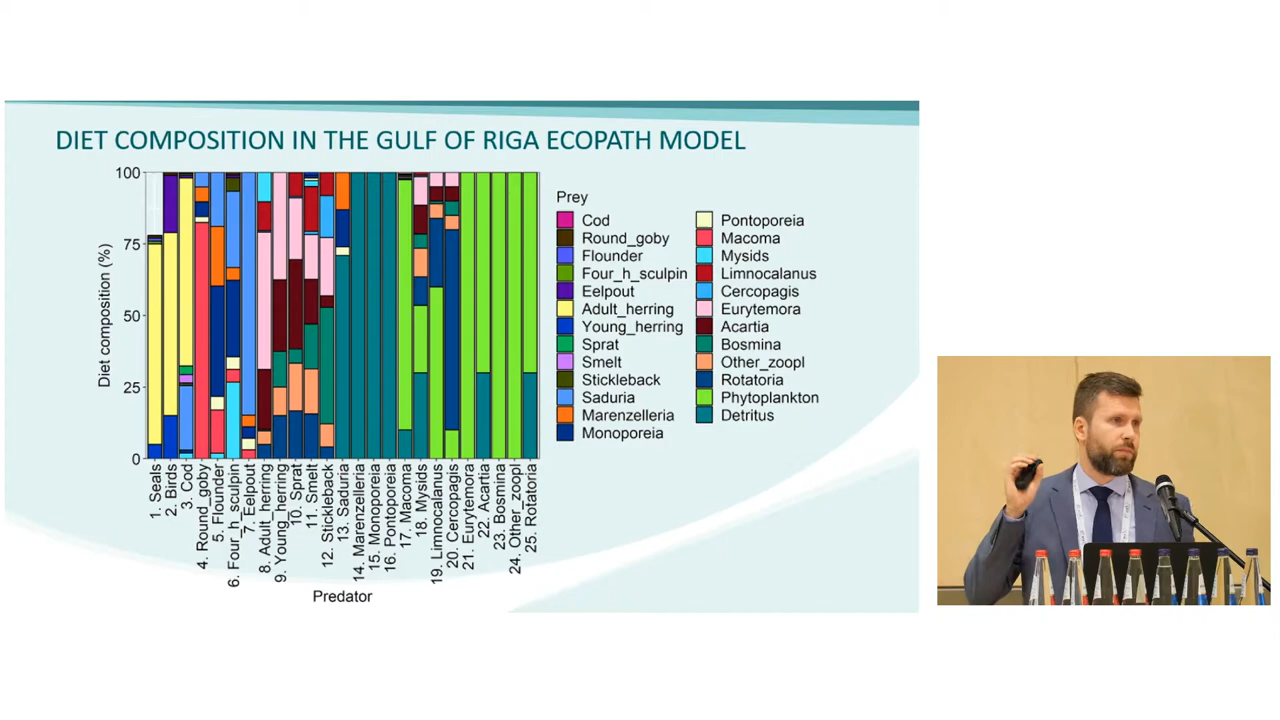 DIET COMPOSITION IN THE GULF OF RIGA ECOPATH MODEL
Diet composition (%)
100
75
50
25
0
1. Seals
2. Birds
3. Cod
4. Round_goby
5. Flounder
6. Four_h_sculpin
7. Eelpout
8. Adult_herring
9. Young_herring
10. Sprat
11. Smelt
12. Stickleback
13. Saduria
14. Marenzelleria
15. Monoporeia
16. Pontoporeia
17. Macoma
18. Mysids
19. Limnocalanus
20. Cercopagis
21. Eurytemora
22. Acartia
23. Bosmina
24. Other_zoopl
25. Rotatoria
Predator
Prey
Cod
Round_goby
Flounder
Four_h_sculpin
Eelpout
Adult_herring
Young_herring
Sprat
Smelt
Stickleback
Saduria
Marenzelleria
Monoporeia
Pontoporeia
Macoma
Mysids
Limnocalanus
Cercopagis
Eurytemora
Acartia
Bosmina
Other_zoopl
Rotatoria
Phytoplankton
Detritus